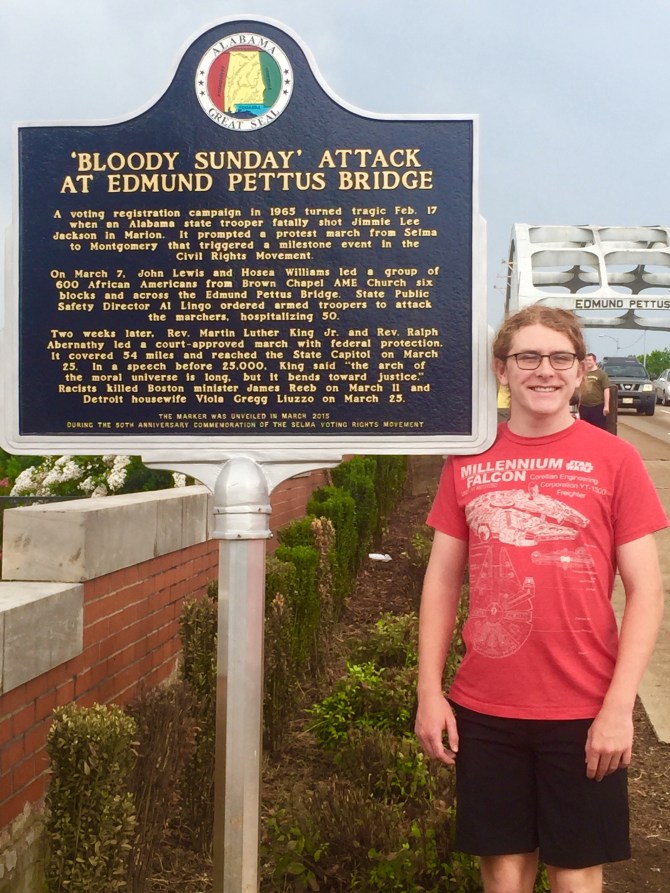 ALABAMA
GREAT SEAL
'BLOODY SUNDAY' ATTACK
AT EDMUND PETTUS BRIDGE
A voting registration campaign in 1965 turned tragic Feb. 17
when an Alabama state trooper fatally shot Jimmie Lee
Jackson in Marion. It prompted a protest march from Selma
to Montgomery that triggered a milestone event in the
Civil Rights Movement.
On March 7, John Lewis and Hosea Williams led a group of
600 African Americans from Brown Chapel AME Church six
blocks and across the Edmund Pettus Bridge. State Public
Safety Director Al Lingo ordered armed troopers to attack
the marchers, hospitalizing 50.
Two weeks later, Rev. Martin Luther King Jr. and Rev. Ralph
Abernathy led a court-approved march with federal protection.
It covered 54 miles and reached the State Capitol on March
25. In a speech before 25,000, King said "the arc of
the moral universe is long, but it bends toward justice."
Racists killed Boston minister James Reeb on March 11 and
Detroit housewife Viola Gregg Liuzzo on March 25.
THE MARKER WAS UNVEILED IN MARCH 2015
DURING THE 50TH ANNIVERSARY COMMEMORATION OF THE SELMA VOTING RIGHTS MOVEMENT
EDMUND PETTUS
MILLENNIUM STAR WARS
FALCON Corellian Engineering
Corporation YT-1300
Freighter